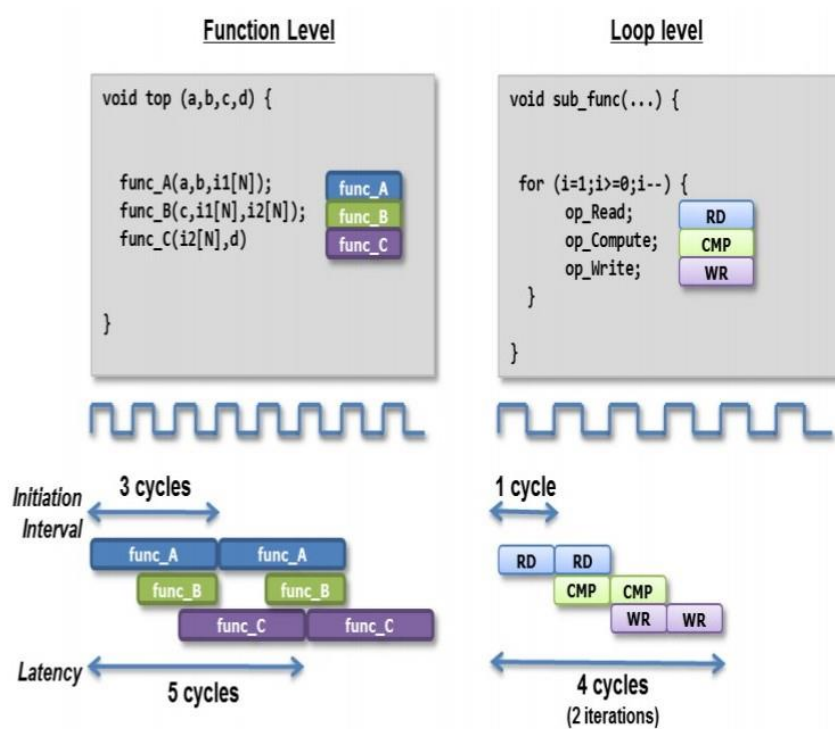 Function Level
void top (a,b,c,d) {
func_A(a,b,i1[N]);
func_B(c,i1[N],i2[N]);
func_C(i2[N],d)
}
func_A
func_B
func_C
3 cycles
Initiation
Interval
func_A func_A
func_B func_B
func_C func_C
Latency
5 cycles
Loop level
void sub_func(...) {
for (i=1;i>=0;i--) {
op_Read;
op_Compute;
op_Write;
}
}
RD
CMP
WR
1 cycle
RD RD
CMP CMP
WR WR
4 cycles
(2 iterations)